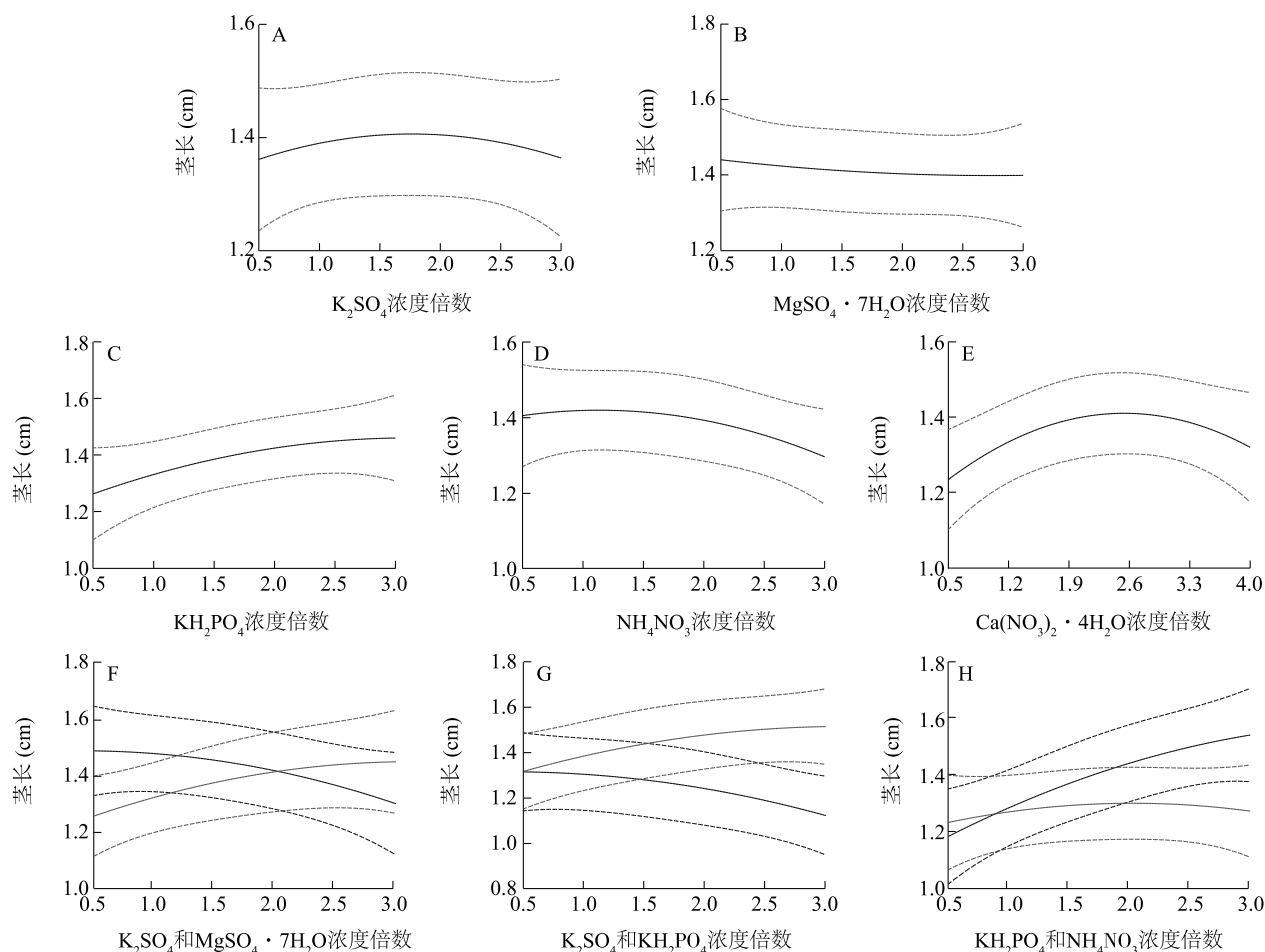 A
茎长 (cm)
1.6
1.4
1.2
0.5 1.0 1.5 2.0 2.5 3.0
K₂SO₄浓度倍数
B
茎长 (cm)
1.8
1.6
1.4
1.2
0.5 1.0 1.5 2.0 2.5 3.0
MgSO₄・7H₂O浓度倍数
C
茎长 (cm)
1.8
1.6
1.4
1.2
1.0
0.5 1.0 1.5 2.0 2.5 3.0
KH₂PO₄浓度倍数
D
茎长 (cm)
1.6
1.4
1.2
1.0
0.5 1.0 1.5 2.0 2.5 3.0
NH₄NO₃浓度倍数
E
茎长 (cm)
1.6
1.4
1.2
1.0
0.5 1.2 1.9 2.6 3.3 4.0
Ca(NO₃)₂・4H₂O浓度倍数
F
茎长 (cm)
1.8
1.6
1.4
1.2
1.0
0.5 1.0 1.5 2.0 2.5 3.0
K₂SO₄和MgSO₄・7H₂O浓度倍数
G
茎长 (cm)
1.8
1.6
1.4
1.2
1.0
0.8
0.5 1.0 1.5 2.0 2.5 3.0
K₂SO₄和KH₂PO₄浓度倍数
H
茎长 (cm)
1.8
1.6
1.4
1.2
1.0
0.5 1.0 1.5 2.0 2.5 3.0
KH₂PO₄和NH₄NO₃浓度倍数